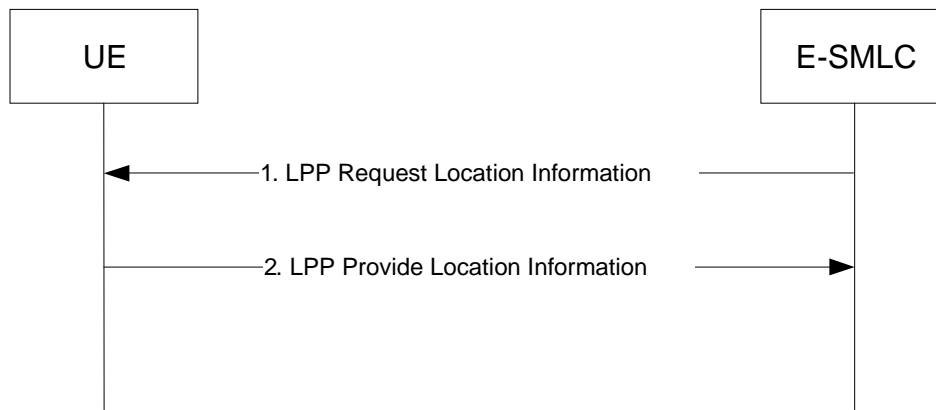 UE
E-SMLC
1. LPP Request Location Information
2. LPP Provide Location Information